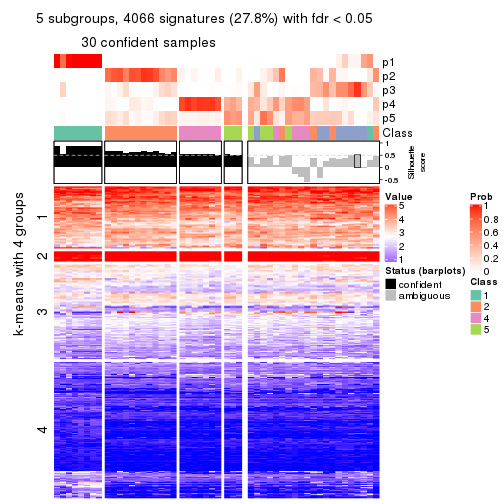 5 subgroups, 4066 signatures (27.8%) with fdr < 0.05
30 confident samples
p1
p2
p3
p4
p5
Class
1
0.5
0
-0.5
Silhouette
score
k-means with 4 groups
1
2
3
4
Value
5
4
3
2
1
Status (barplots)
confident
ambiguous
Prob
1
0.8
0.6
0.4
0.2
0
Class
1
2
4
5